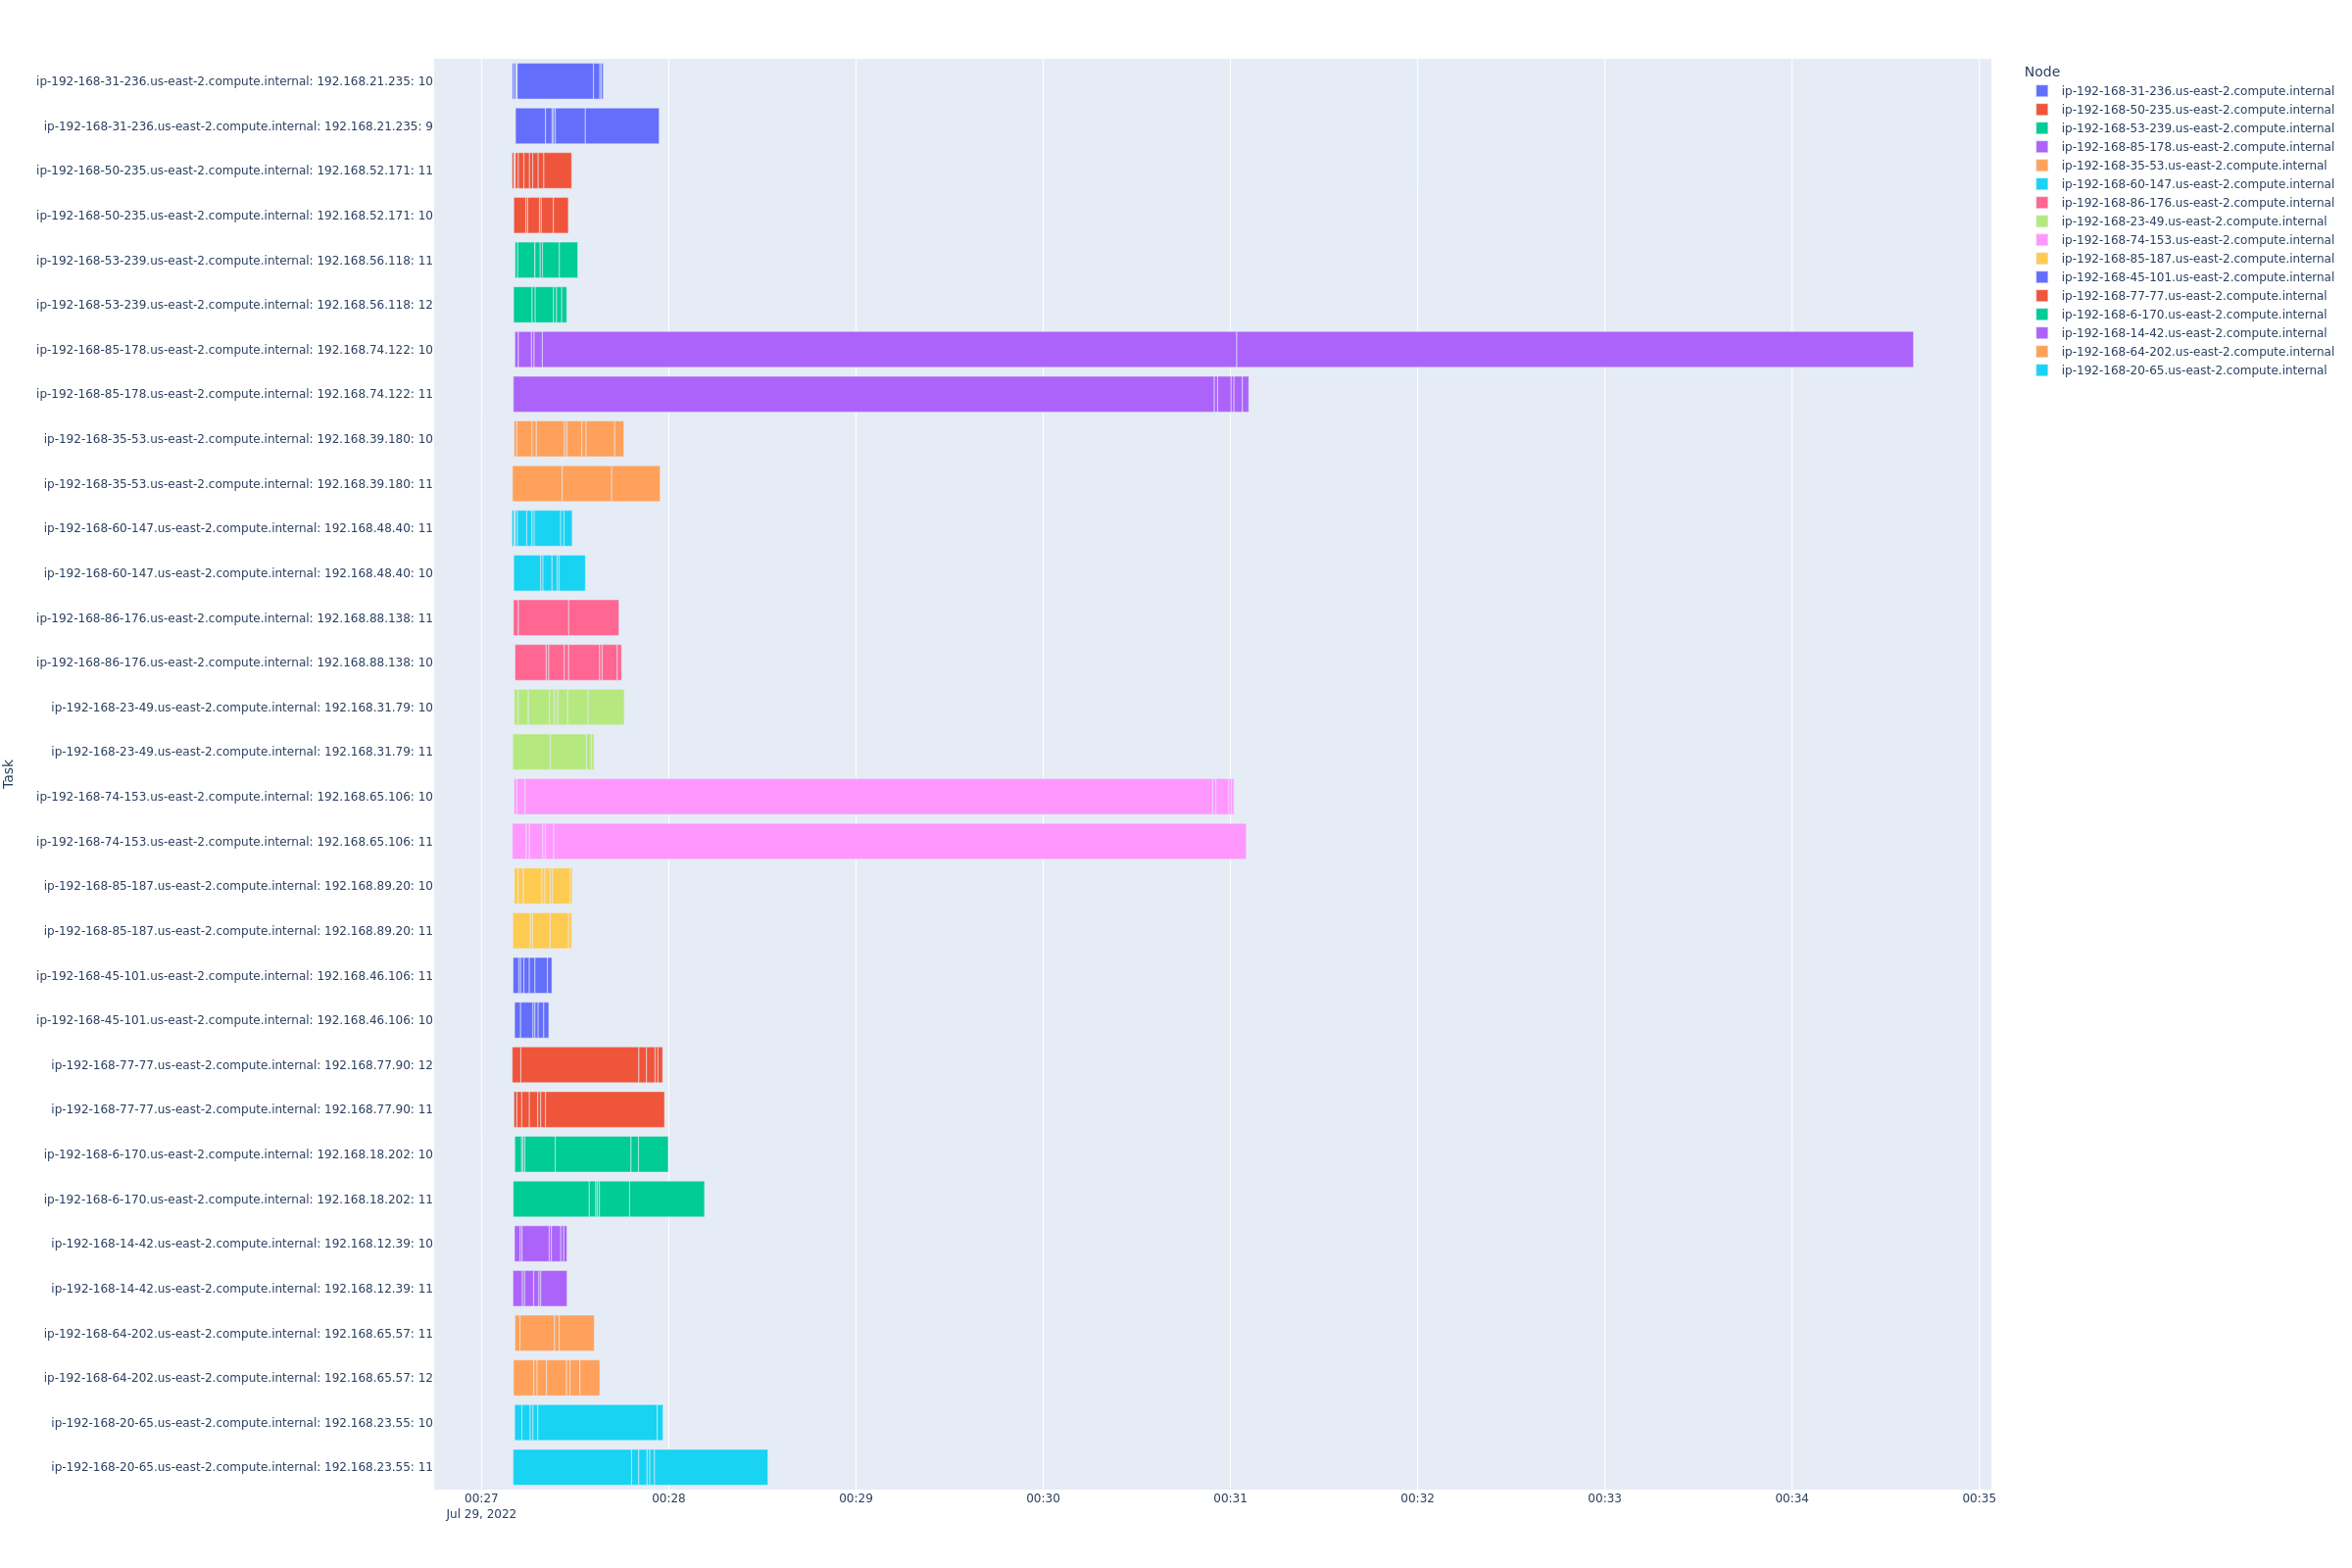 ip-192-168-31-236.us-east-2.compute.internal: 192.168.21.235: 10
ip-192-168-31-236.us-east-2.compute.internal: 192.168.21.235: 9
ip-192-168-50-235.us-east-2.compute.internal: 192.168.52.171: 11
ip-192-168-50-235.us-east-2.compute.internal: 192.168.52.171: 10
ip-192-168-53-239.us-east-2.compute.internal: 192.168.56.118: 11
ip-192-168-53-239.us-east-2.compute.internal: 192.168.56.118: 12
ip-192-168-85-178.us-east-2.compute.internal: 192.168.74.122: 10
ip-192-168-85-178.us-east-2.compute.internal: 192.168.74.122: 11
ip-192-168-35-53.us-east-2.compute.internal: 192.168.39.180: 10
ip-192-168-35-53.us-east-2.compute.internal: 192.168.39.180: 11
ip-192-168-60-147.us-east-2.compute.internal: 192.168.48.40: 11
ip-192-168-60-147.us-east-2.compute.internal: 192.168.48.40: 10
ip-192-168-86-176.us-east-2.compute.internal: 192.168.88.138: 11
ip-192-168-86-176.us-east-2.compute.internal: 192.168.88.138: 10
ip-192-168-23-49.us-east-2.compute.internal: 192.168.31.79: 10
ip-192-168-23-49.us-east-2.compute.internal: 192.168.31.79: 11
ip-192-168-74-153.us-east-2.compute.internal: 192.168.65.106: 10
ip-192-168-74-153.us-east-2.compute.internal: 192.168.65.106: 11
ip-192-168-85-187.us-east-2.compute.internal: 192.168.89.20: 10
ip-192-168-85-187.us-east-2.compute.internal: 192.168.89.20: 11
ip-192-168-45-101.us-east-2.compute.internal: 192.168.46.106: 11
ip-192-168-45-101.us-east-2.compute.internal: 192.168.46.106: 10
ip-192-168-77-77.us-east-2.compute.internal: 192.168.77.90: 12
ip-192-168-77-77.us-east-2.compute.internal: 192.168.77.90: 11
ip-192-168-6-170.us-east-2.compute.internal: 192.168.18.202: 10
ip-192-168-6-170.us-east-2.compute.internal: 192.168.18.202: 11
ip-192-168-14-42.us-east-2.compute.internal: 192.168.12.39: 10
ip-192-168-14-42.us-east-2.compute.internal: 192.168.12.39: 11
ip-192-168-64-202.us-east-2.compute.internal: 192.168.65.57: 11
ip-192-168-64-202.us-east-2.compute.internal: 192.168.65.57: 12
ip-192-168-20-65.us-east-2.compute.internal: 192.168.23.55: 10
ip-192-168-20-65.us-east-2.compute.internal: 192.168.23.55: 11
Task
00:27 00:28 00:29 00:30 00:31 00:32 00:33 00:34 00:35
Jul 29, 2022
Node
ip-192-168-31-236.us-east-2.compute.internal
ip-192-168-50-235.us-east-2.compute.internal
ip-192-168-53-239.us-east-2.compute.internal
ip-192-168-85-178.us-east-2.compute.internal
ip-192-168-35-53.us-east-2.compute.internal
ip-192-168-60-147.us-east-2.compute.internal
ip-192-168-86-176.us-east-2.compute.internal
ip-192-168-23-49.us-east-2.compute.internal
ip-192-168-74-153.us-east-2.compute.internal
ip-192-168-85-187.us-east-2.compute.internal
ip-192-168-45-101.us-east-2.compute.internal
ip-192-168-77-77.us-east-2.compute.internal
ip-192-168-6-170.us-east-2.compute.internal
ip-192-168-14-42.us-east-2.compute.internal
ip-192-168-64-202.us-east-2.compute.internal
ip-192-168-20-65.us-east-2.compute.internal